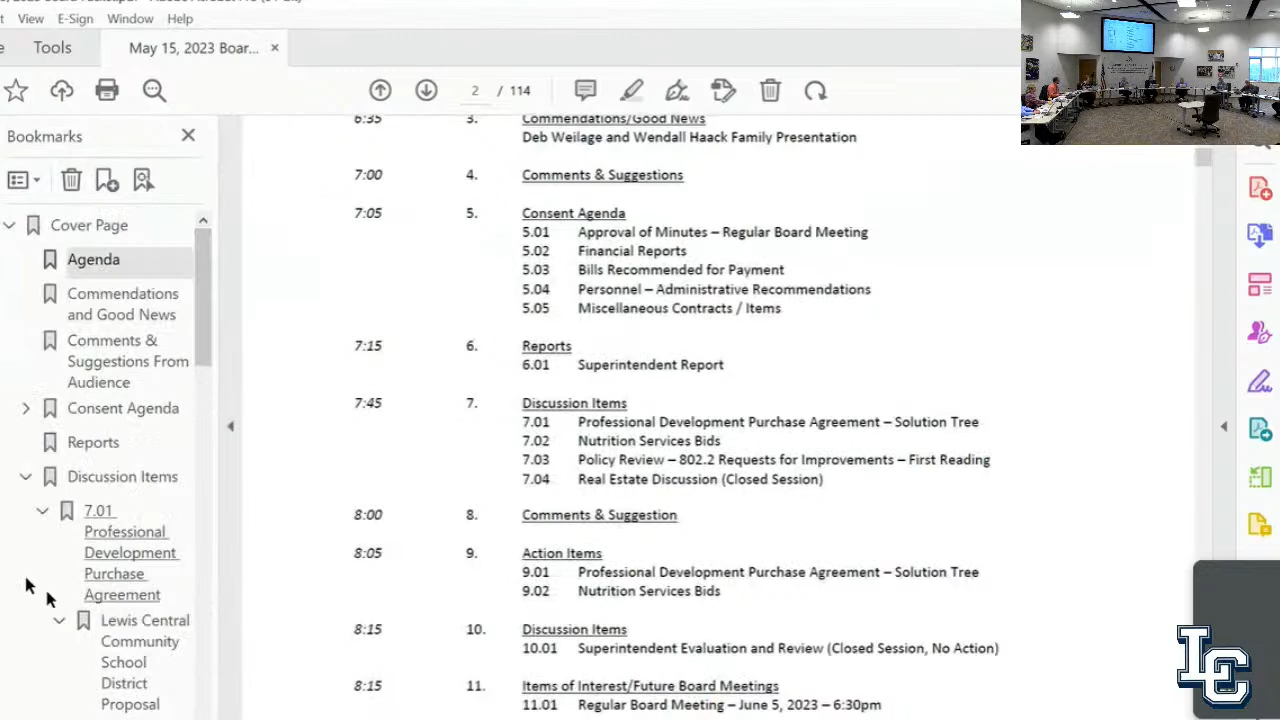 View E-Sign Window Help
Tools
May 15, 2023 Boar... ×
2 / 114
Bookmarks
Cover Page
Agenda
Commendations
and Good News
Comments &
Suggestions From
Audience
Consent Agenda
Reports
Discussion Items
7.01
Professional
Development
Purchase
Agreement
Lewis Central
Community
School
District
Proposal
6:35 3. Commendations/Good News
Deb Weilage and Wendall Haack Family Presentation
7:00 4. Comments & Suggestions
7:05 5. Consent Agenda
5.01 Approval of Minutes – Regular Board Meeting
5.02 Financial Reports
5.03 Bills Recommended for Payment
5.04 Personnel – Administrative Recommendations
5.05 Miscellaneous Contracts / Items
7:15 6. Reports
6.01 Superintendent Report
7:45 7. Discussion Items
7.01 Professional Development Purchase Agreement – Solution Tree
7.02 Nutrition Services Bids
7.03 Policy Review – 802.2 Requests for Improvements – First Reading
7.04 Real Estate Discussion (Closed Session)
8:00 8. Comments & Suggestion
8:05 9. Action Items
9.01 Professional Development Purchase Agreement – Solution Tree
9.02 Nutrition Services Bids
8:15 10. Discussion Items
10.01 Superintendent Evaluation and Review (Closed Session, No Action)
8:15 11. Items of Interest/Future Board Meetings
11.01 Regular Board Meeting – June 5, 2023 – 6:30pm
LC